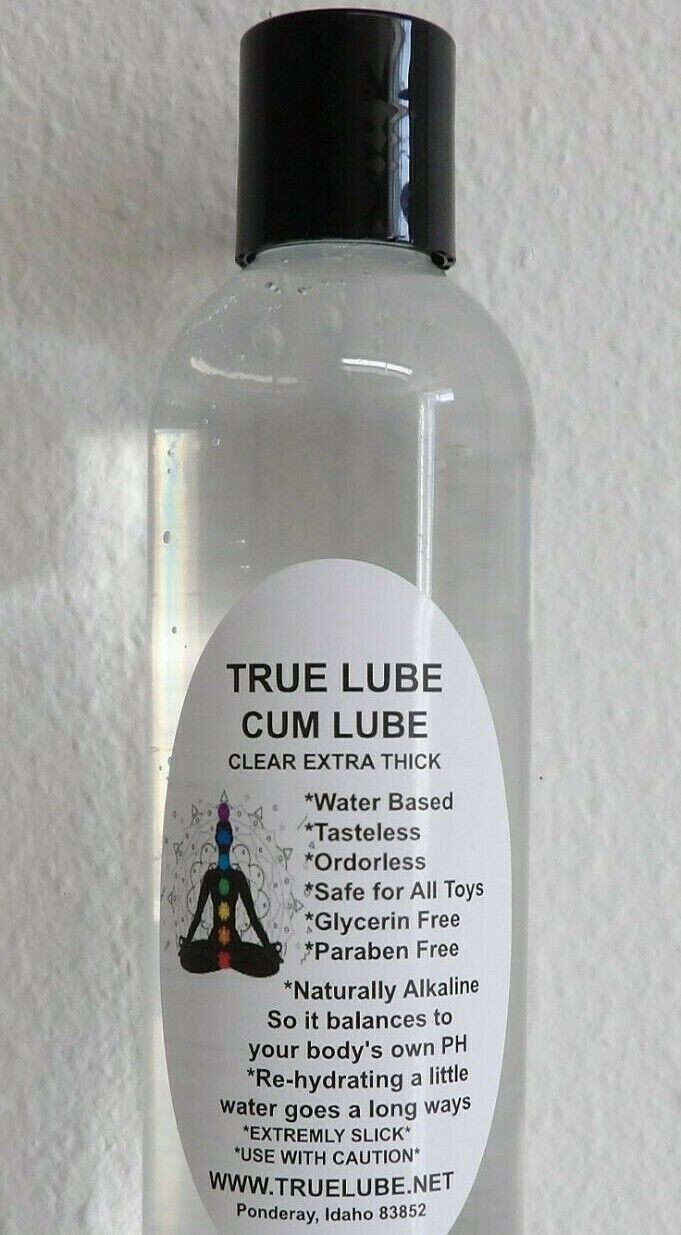 TRUE LUBE
CUM LUBE
CLEAR EXTRA THICK
*Water Based
*Tasteless
*Ordorless
*Safe for All Toys
*Glycerin Free
*Paraben Free
*Naturally Alkaline
So it balances to
your body's own PH
*Re-hydrating a little
water goes a long ways
*EXTREMLY SLICK*
*USE WITH CAUTION*
WWW.TRUELUBE.NET
Ponderay, Idaho 83852